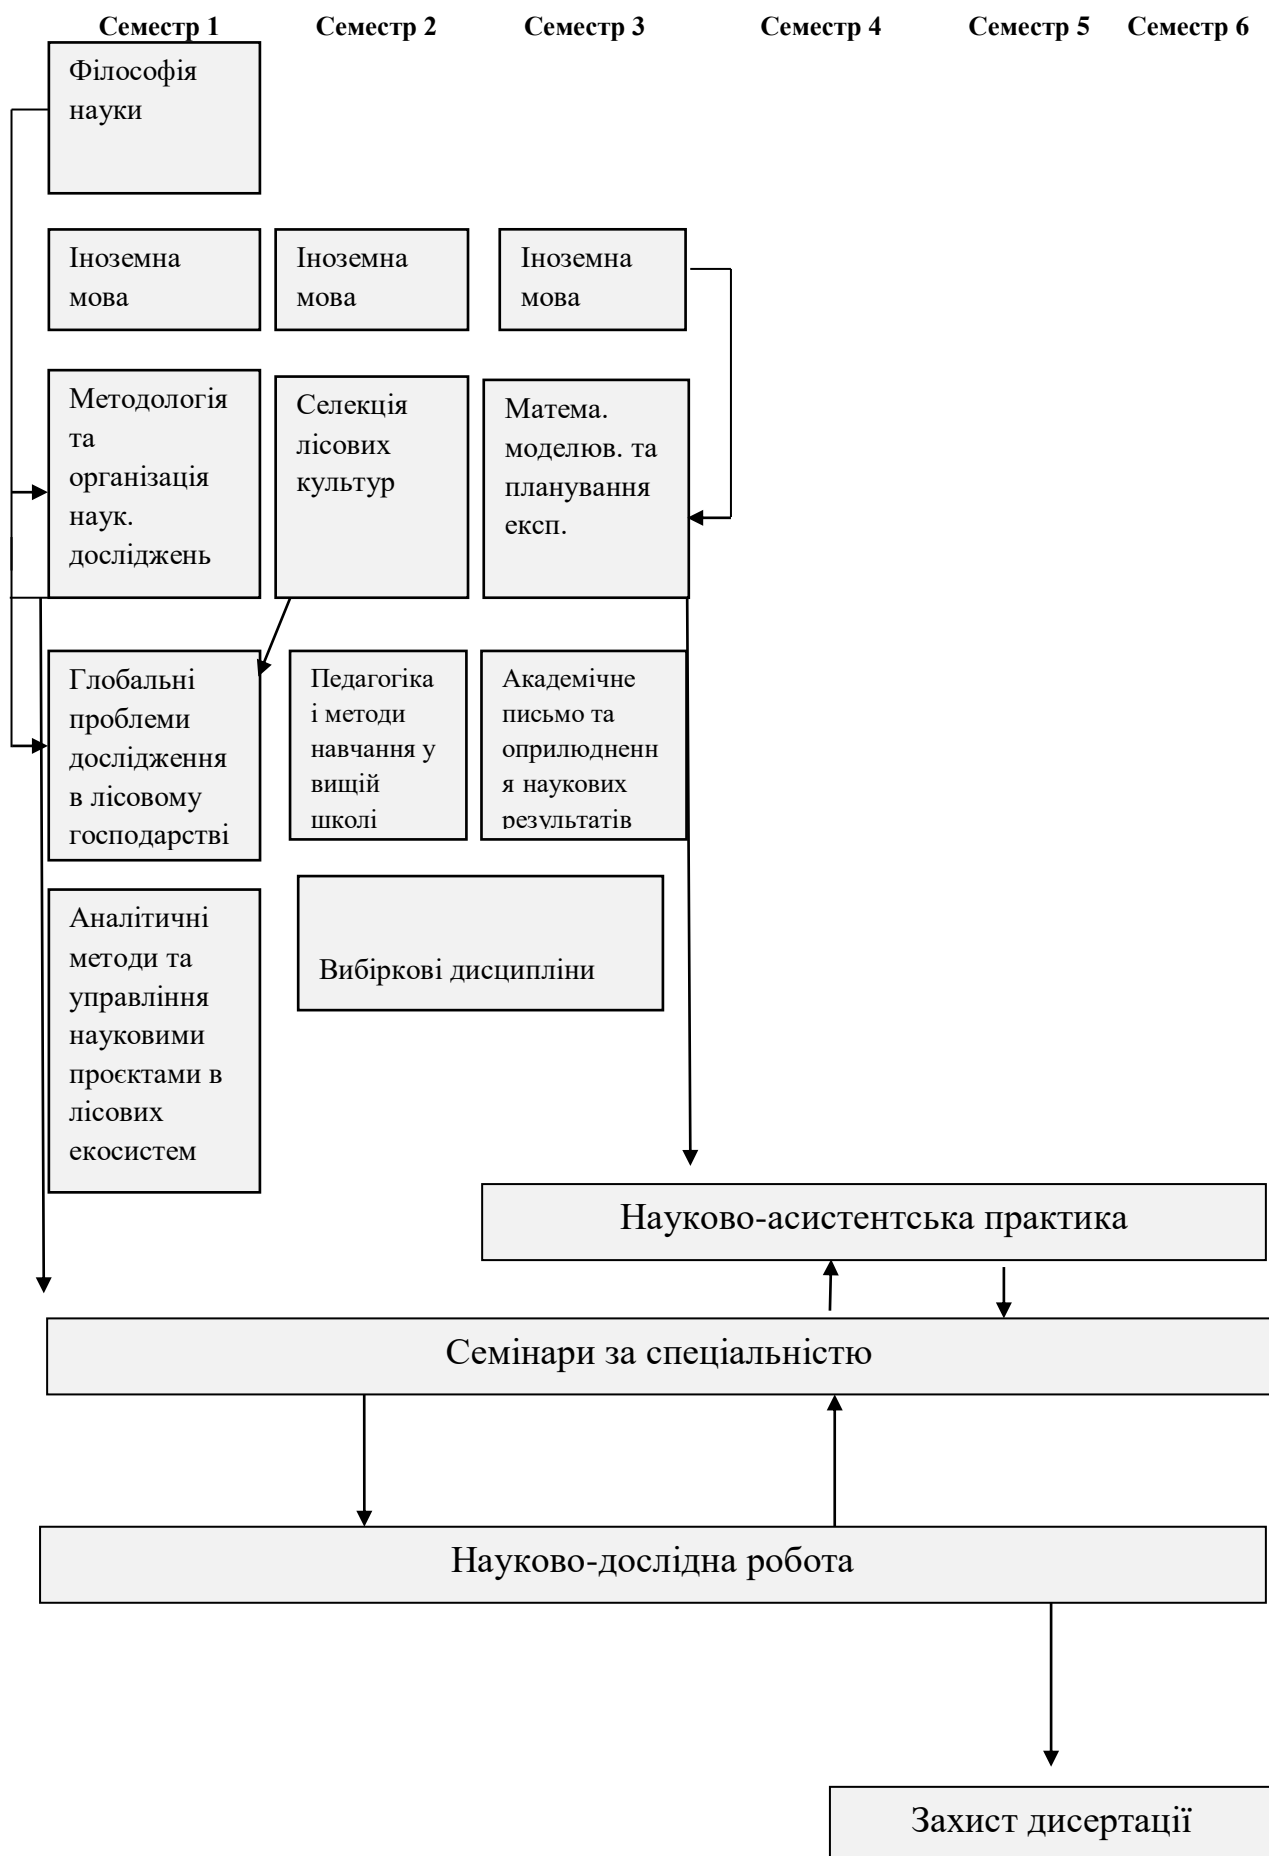 Семестр 1 Семестр 2 Семестр 3 Семестр 4 Семестр 5 Семестр 6
Філософія
науки
Іноземна
мова
Іноземна
мова
Іноземна
мова
Методологія
та
організація
наук.
досліджень
Селекція
лісових
культур
Матема.
моделюв. та
планування
експ.
Глобальні
проблеми
дослідження
в лісовому
господарстві
Педагогіка
і методи
навчання у
вищій
школі
Академічне
письмо та
оприлюдненн
я наукових
результатів
Аналітичні
методи та
управління
науковими
проєктами в
лісових
екосистем
Вибіркові дисципліни
Науково-асистентська практика
Семінари за спеціальністю
Науково-дослідна робота
Захист дисертації